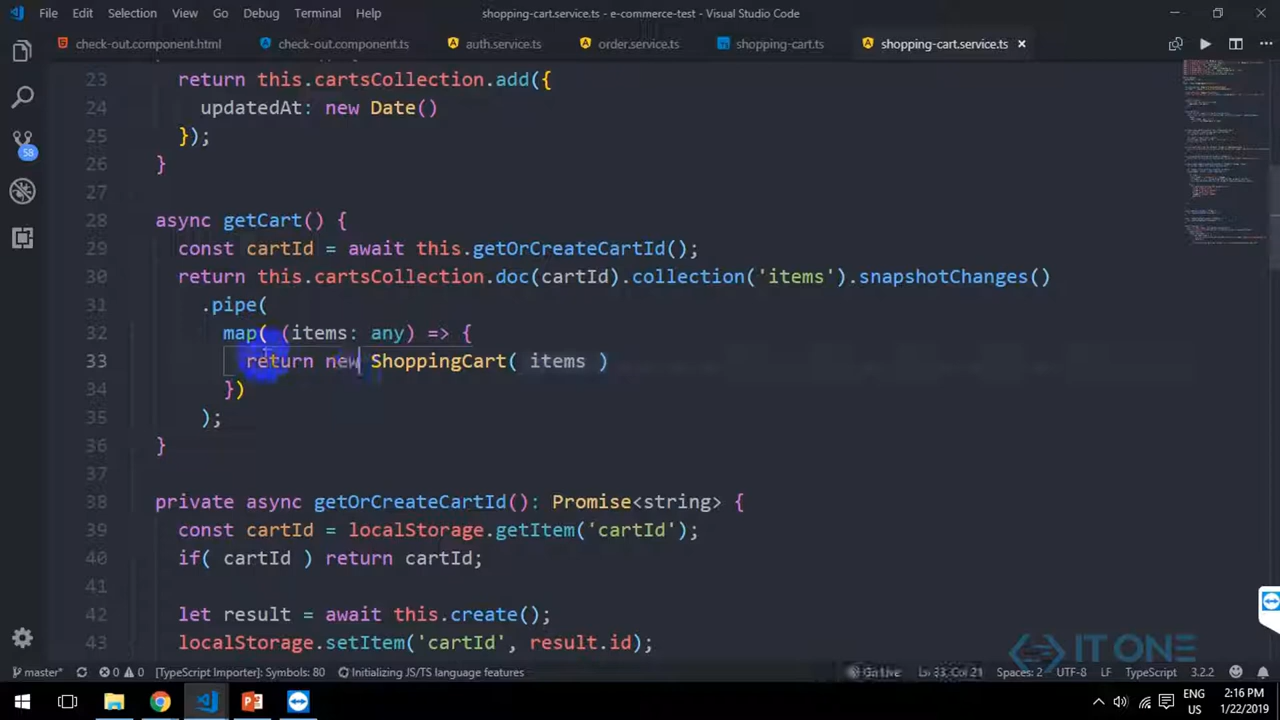 File Edit Selection View Go Debug Terminal Help shopping-cart.service.ts - e-commerce-test - Visual Studio Code
check-out.component.html check-out.component.ts auth.service.ts order.service.ts shopping-cart.ts shopping-cart.service.ts
23 return this.cartsCollection.add({
24 updatedAt: new Date()
25 });
26 }
27
28 async getCart() {
29 const cartId = await this.getOrCreateCartId();
30 return this.cartsCollection.doc(cartId).collection('items').snapshotChanges()
31 .pipe(
32 map( (items: any) => {
33 return new ShoppingCart( items )
34 })
35 );
36 }
37
38 private async getOrCreateCartId(): Promise<string> {
39 const cartId = localStorage.getItem('cartId');
40 if( cartId ) return cartId;
41
42 let result = await this.create();
43 localStorage.setItem('cartId', result.id);
58
IT ONE
master* 0 0 [TypeScript Importer]: Symbols: 80 Initializing JS/TS language features Go Live Ln 33, Col 21 Spaces: 2 UTF-8 LF TypeScript 3.2.2
ENG 2:16 PM
US 1/22/2019